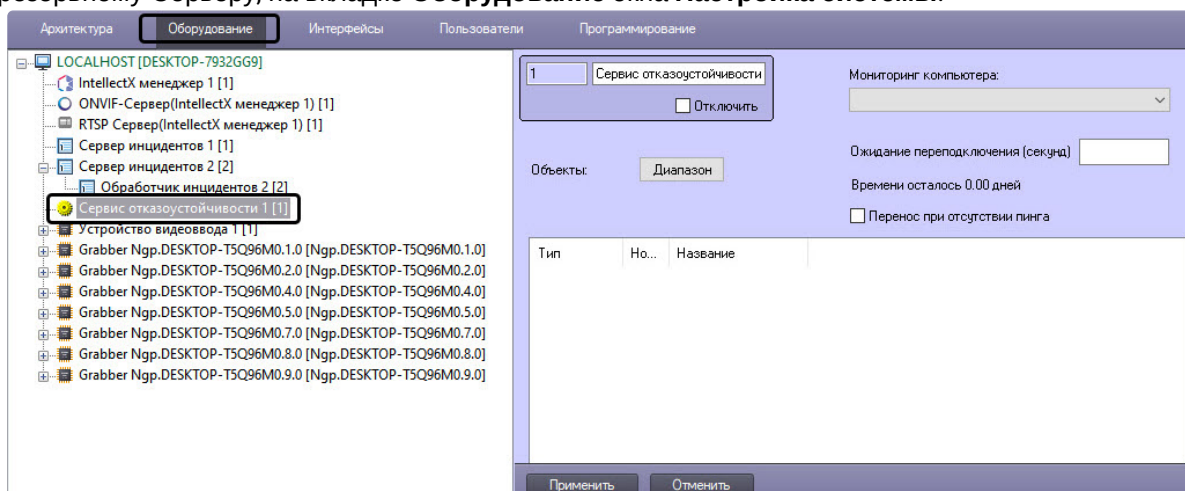 резервному Серверу, на вкладке Оборудование окна Настройка системы.
Архитектура Оборудование Интерфейсы Пользователи Программирование
LOCALHOST [DESKTOP-7932GG9]
IntellectX менеджер 1 [1]
ONVIF-Сервер(IntellectX менеджер 1) [1]
RTSP Сервер(IntellectX менеджер 1) [1]
Сервер инцидентов 1 [1]
Сервер инцидентов 2 [2]
Обработчик инцидентов 2 [2]
Сервис отказоустойчивости 1 [1]
Устройство видеоввода 1 [1]
Grabber Ngp.DESKTOP-T5Q96M0.1.0 [Ngp.DESKTOP-T5Q96M0.1.0]
Grabber Ngp.DESKTOP-T5Q96M0.2.0 [Ngp.DESKTOP-T5Q96M0.2.0]
Grabber Ngp.DESKTOP-T5Q96M0.4.0 [Ngp.DESKTOP-T5Q96M0.4.0]
Grabber Ngp.DESKTOP-T5Q96M0.5.0 [Ngp.DESKTOP-T5Q96M0.5.0]
Grabber Ngp.DESKTOP-T5Q96M0.7.0 [Ngp.DESKTOP-T5Q96M0.7.0]
Grabber Ngp.DESKTOP-T5Q96M0.8.0 [Ngp.DESKTOP-T5Q96M0.8.0]
Grabber Ngp.DESKTOP-T5Q96M0.9.0 [Ngp.DESKTOP-T5Q96M0.9.0]
1 Сервис отказоустойчивости
Отключить
Объекты: Диапазон
Мониторинг компьютера:
Ожидание переподключения (секунд)
Времени осталось 0.00 дней
Перенос при отсутствии пинга
Тип Но... Название
Применить Отменить